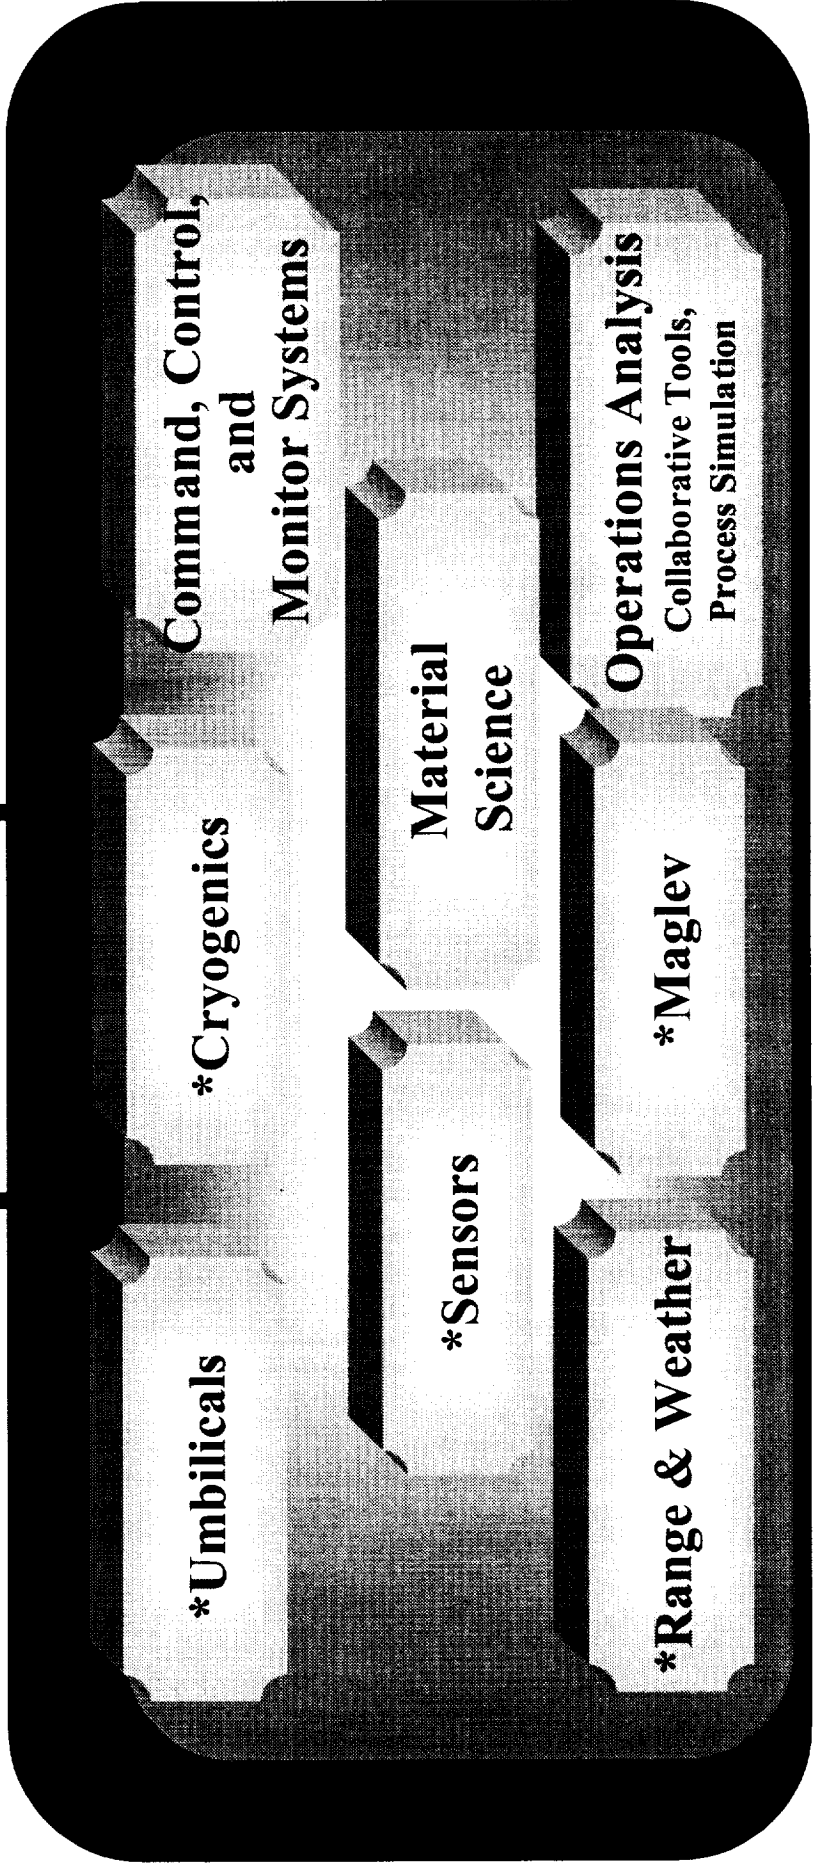 *Umbilicals
*Cryogenics
Command, Control,
and
Monitor Systems
*Sensors
Material
Science
*Range & Weather
*Maglev
Operations Analysis
Collaborative Tools,
Process Simulation